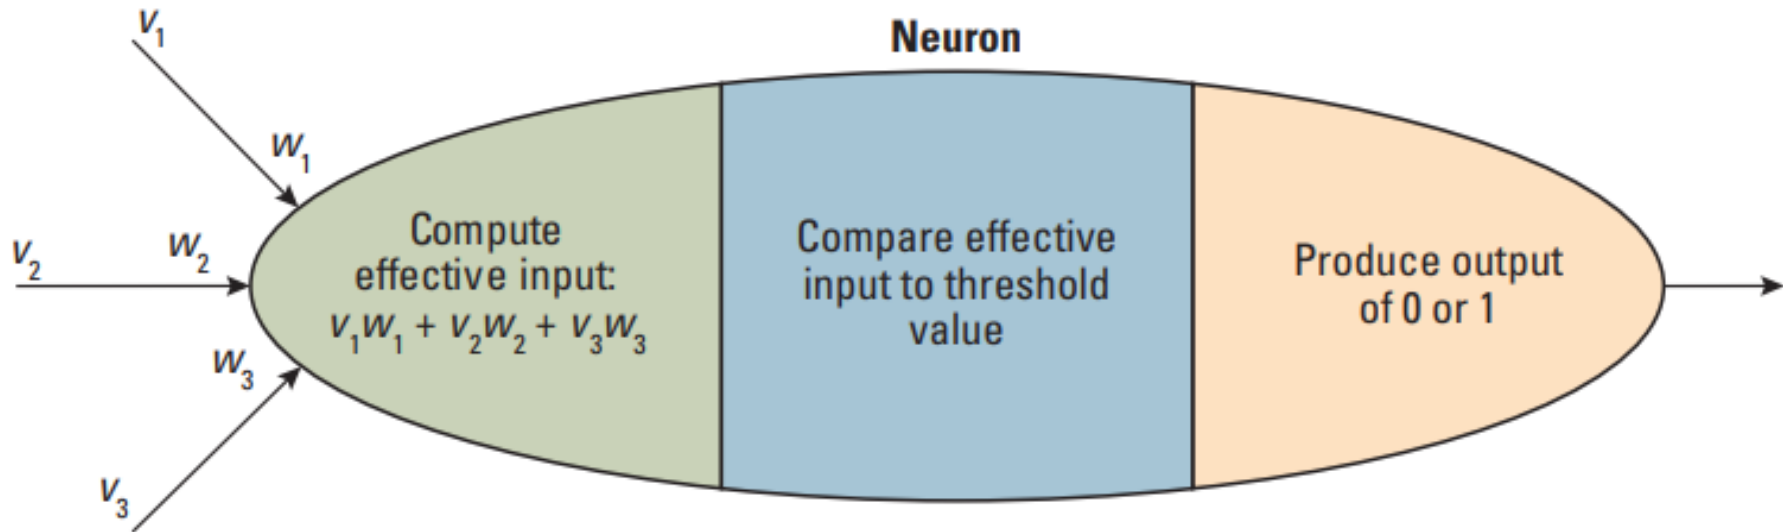 Neuron
v₁
w₁
v₂
w₂
w₃
v₃
Compute
effective input:
v₁w₁ + v₂w₂ + v₃w₃
Compare effective
input to threshold
value
Produce output
of 0 or 1